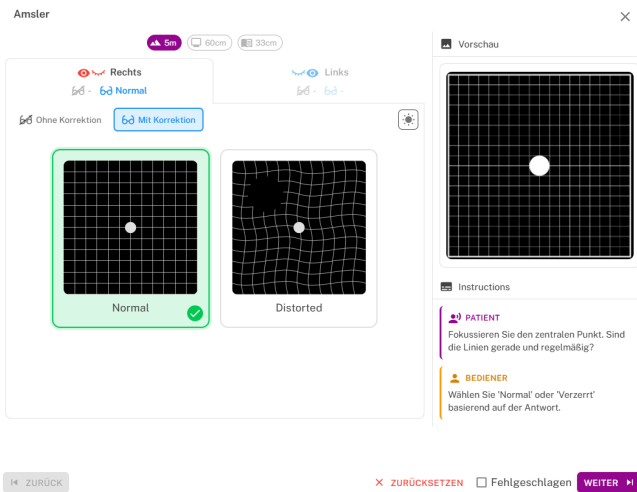 Amsler
5m
60cm
33cm
Rechts
- Normal
Links
- -
Ohne Korrektion
Mit Korrektion
Normal
Distorted
Vorschau
Instructions
PATIENT
Fokussieren Sie den zentralen Punkt. Sind
die Linien gerade und regelmäßig?
BEDIENER
Wählen Sie 'Normal' oder 'Verzerrt'
basierend auf der Antwort.
ZURÜCK
ZURÜCKSETZEN
Fehlgeschlagen
WEITER